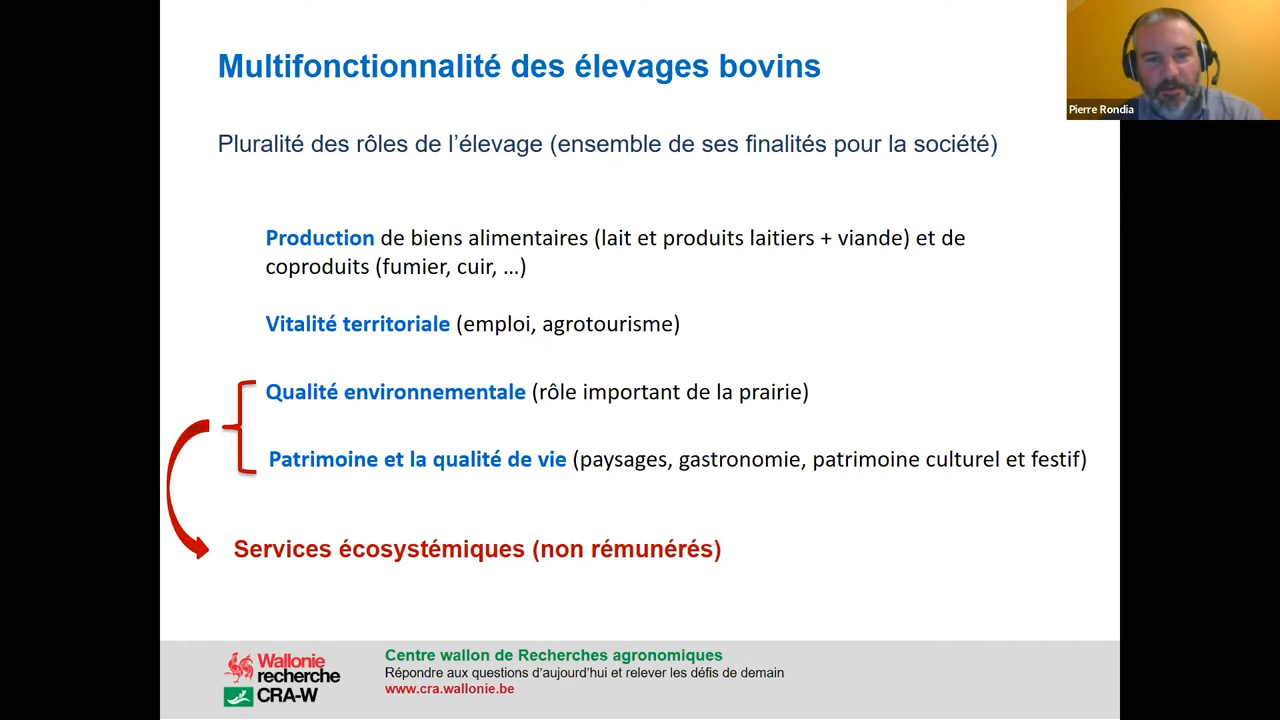 Multifonctionnalité des élevages bovins
Pierre Rondia
Pluralité des rôles de l’élevage (ensemble de ses finalités pour la société)
Production de biens alimentaires (lait et produits laitiers + viande) et de
coproduits (fumier, cuir, …)
Vitalité territoriale (emploi, agrotourisme)
Qualité environnementale (rôle important de la prairie)
Patrimoine et la qualité de vie (paysages, gastronomie, patrimoine culturel et festif)
Services écosystémiques (non rémunérés)
Wallonie
recherche
CRA-W
Centre wallon de Recherches agronomiques
Répondre aux questions d’aujourd’hui et relever les défis de demain
www.cra.wallonie.be